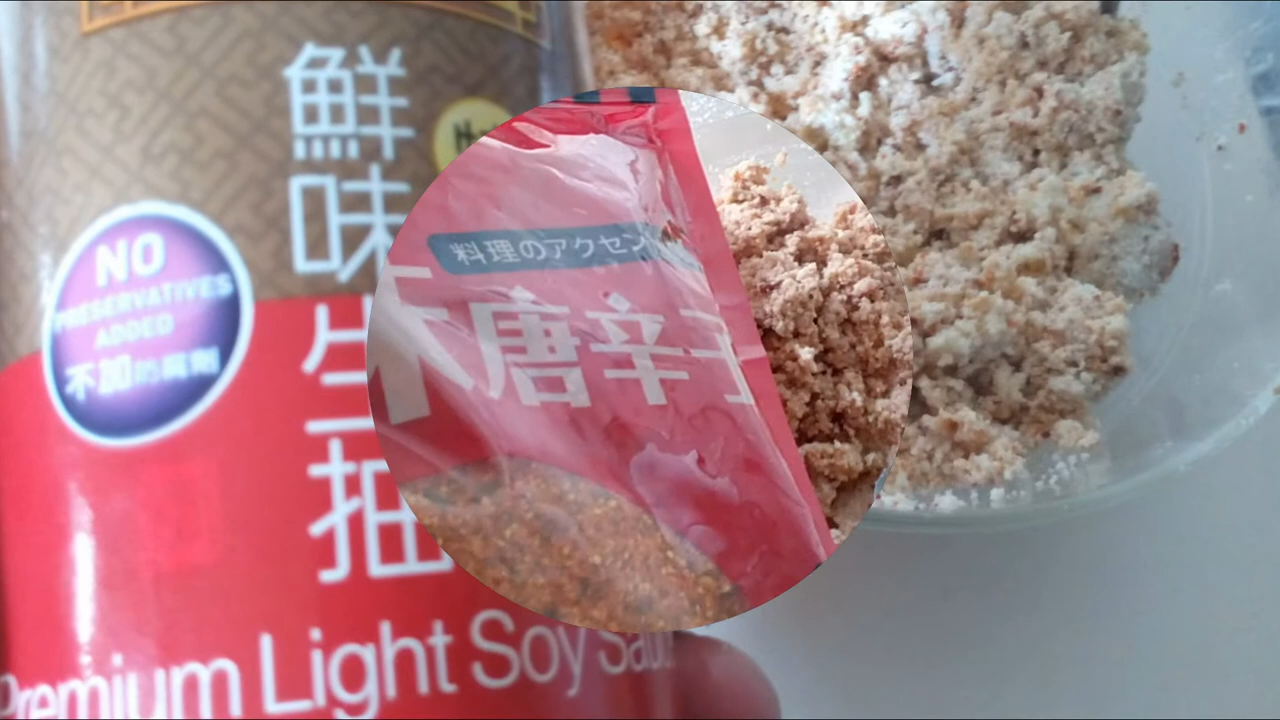 鮮味生抽
NO
PRESERVATIVES
ADDED
不加防腐劑
Premium Light Soy Sauce
料理のアクセン
唐辛子